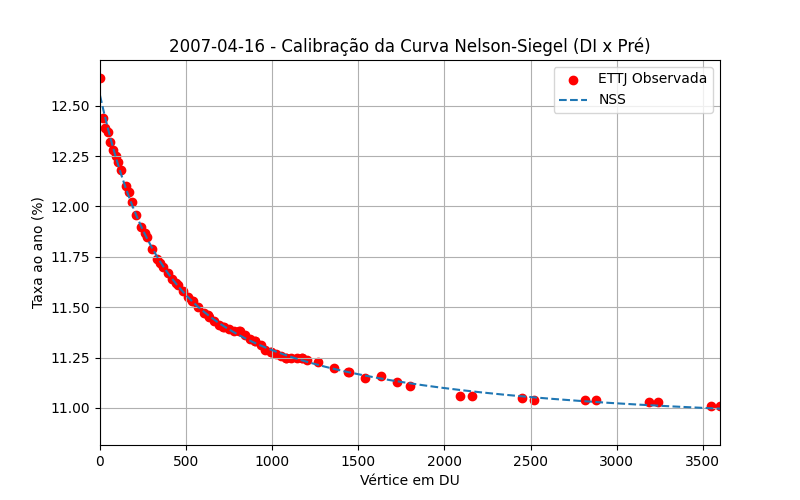 2007-04-16 - Calibração da Curva Nelson-Siegel (DI x Pré)
ETTJ Observada
NSS
Taxa ao ano (%)
12.50
12.25
12.00
11.75
11.50
11.25
11.00
0 500 1000 1500 2000 2500 3000 3500
Vértice em DU